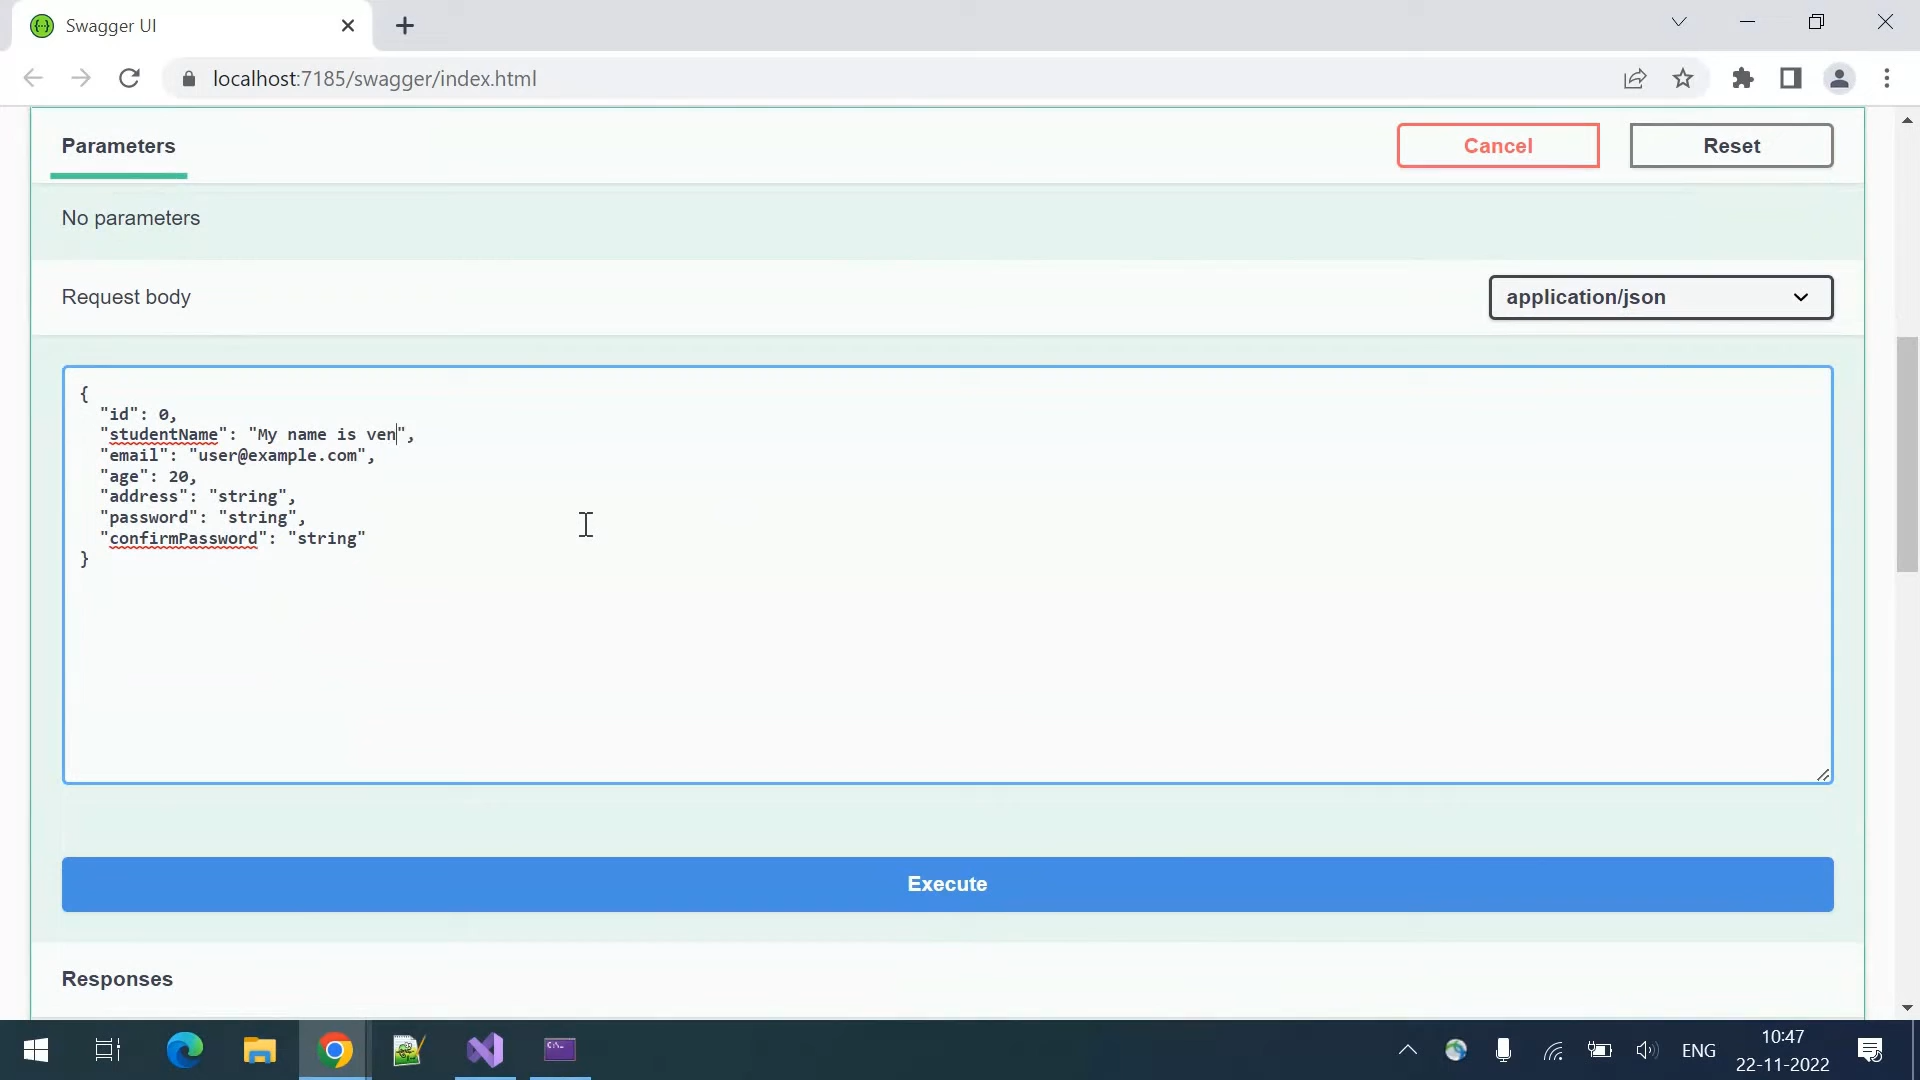 Swagger UI
localhost:7185/swagger/index.html
Parameters
Cancel
Reset
No parameters
Request body
application/json
{
"id": 0,
"studentName": "My name is ven",
"email": "user@example.com",
"age": 20,
"address": "string",
"password": "string",
"confirmPassword": "string"
}
Execute
Responses
ENG
10:47
22-11-2022